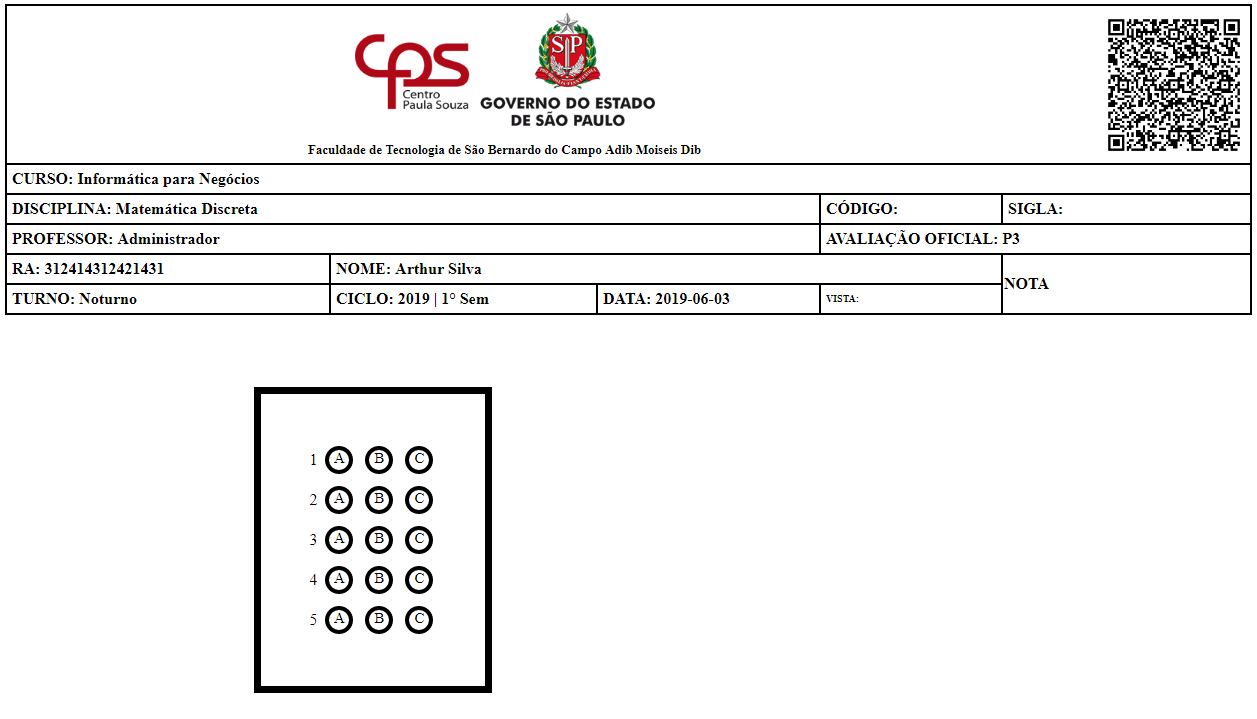 cps
Centro
Paula Souza
SP
GOVERNO DO ESTADO
DE SÃO PAULO
Faculdade de Tecnologia de São Bernardo do Campo Adib Moiseis Dib
CURSO: Informática para Negócios
DISCIPLINA: Matemática Discreta CÓDIGO: SIGLA:
PROFESSOR: Administrador AVALIAÇÃO OFICIAL: P3
RA: 312414312421431 NOME: Arthur Silva NOTA
TURNO: Noturno CICLO: 2019 | 1° Sem DATA: 2019-06-03 VISTA:
1 A B C
2 A B C
3 A B C
4 A B C
5 A B C